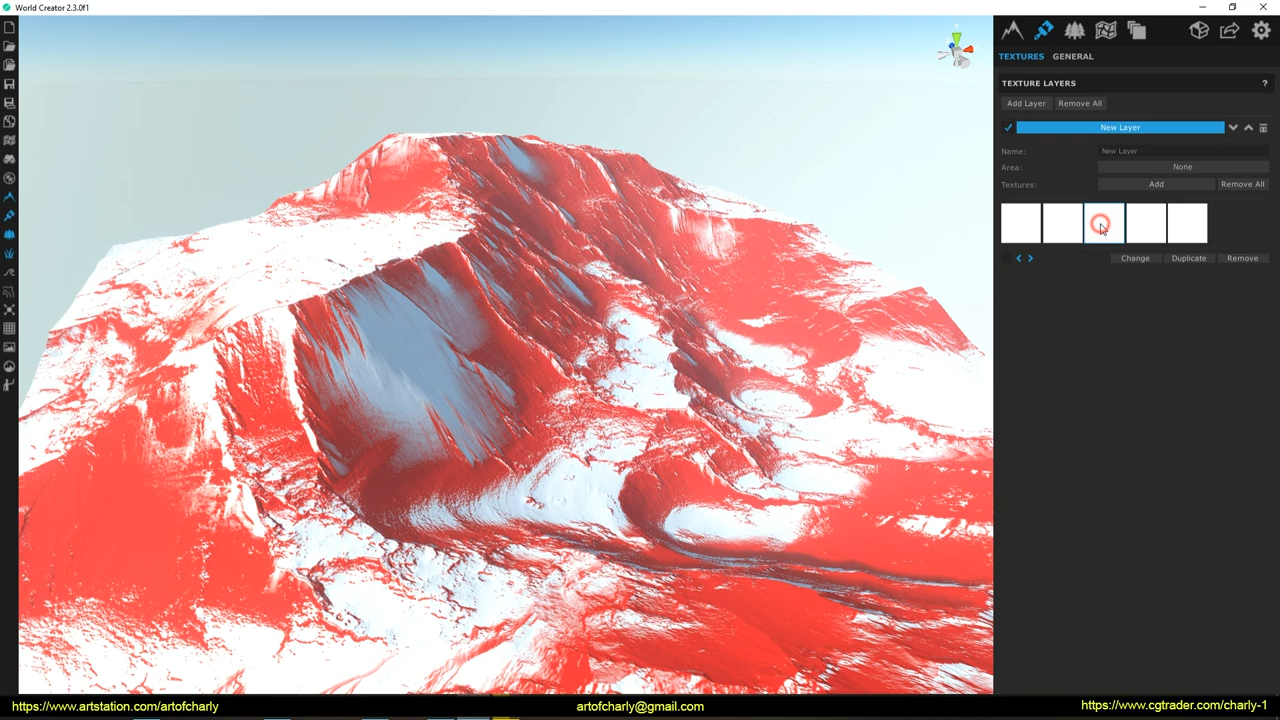 World Creator 2.3.0f1
TEXTURES GENERAL
TEXTURE LAYERS ?
Add Layer Remove All
New Layer
Name: New Layer
Area: None
Textures: Add Remove All
Change Duplicate Remove
https://www.artstation.com/artofcharly artofcharly@gmail.com https://www.cgtrader.com/charly-1